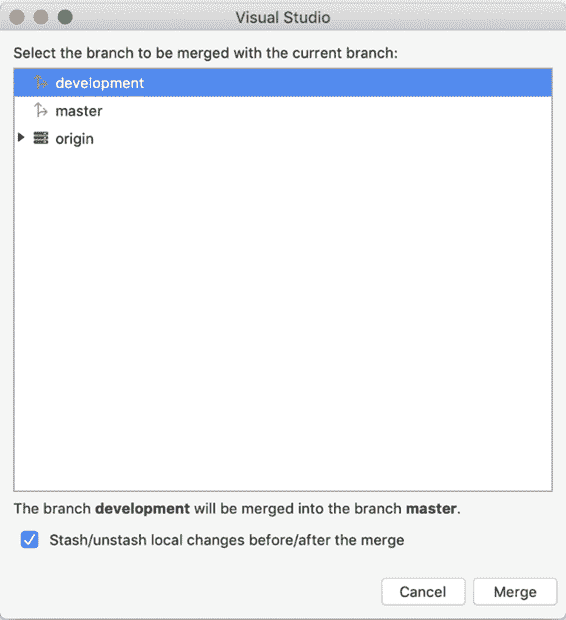 Visual Studio
Select the branch to be merged with the current branch:
development
master
origin
The branch development will be merged into the branch master.
Stash/unstash local changes before/after the merge
Cancel Merge